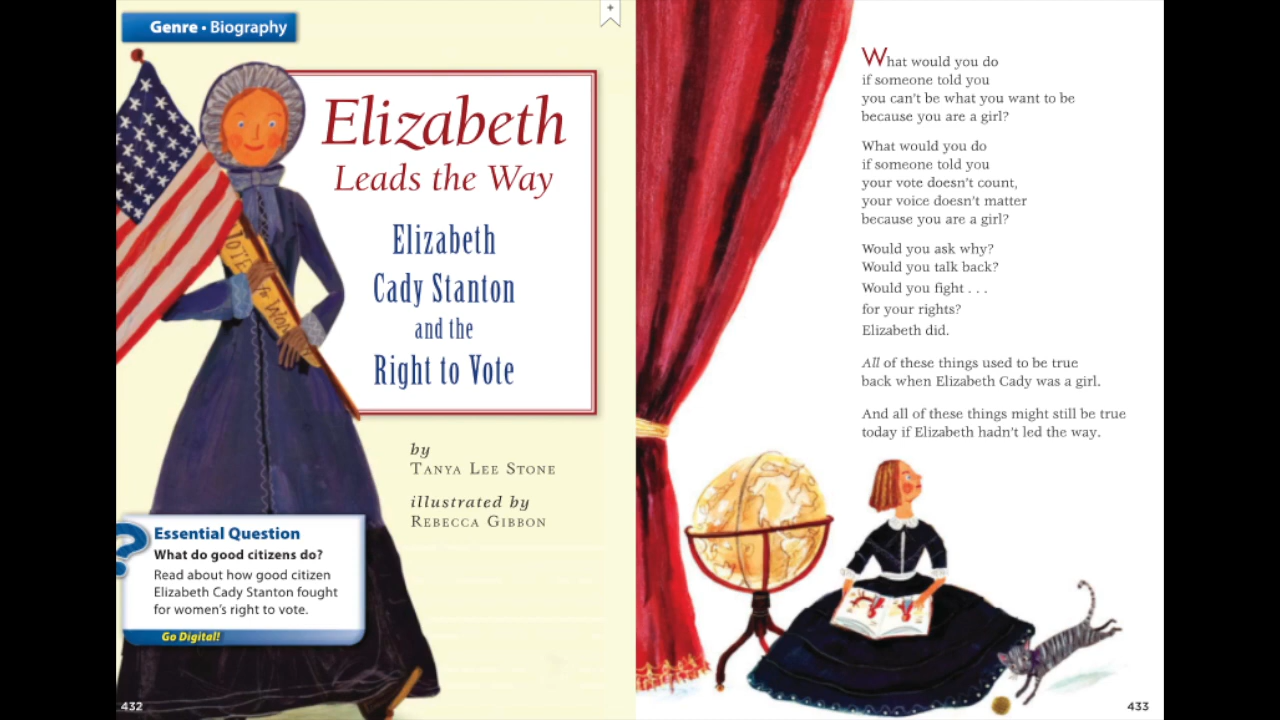 Genre • Biography
Elizabeth
Leads the Way
Elizabeth
Cady Stanton
and the
Right to Vote
VOTE for Wom
by
TANYA LEE STONE
illustrated by
REBECCA GIBBON
?
Essential Question
What do good citizens do?
Read about how good citizen
Elizabeth Cady Stanton fought
for women's right to vote.
Go Digital!
432
What would you do
if someone told you
you can't be what you want to be
because you are a girl?
What would you do
if someone told you
your vote doesn't count,
your voice doesn't matter
because you are a girl?
Would you ask why?
Would you talk back?
Would you fight . . .
for your rights?
Elizabeth did.
All of these things used to be true
back when Elizabeth Cady was a girl.
And all of these things might still be true
today if Elizabeth hadn't led the way.
433